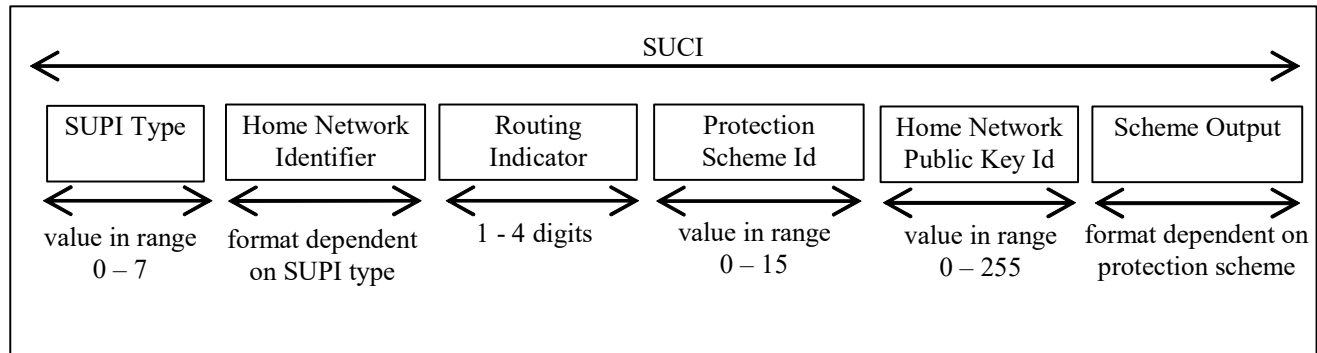 SUCI
SUPI Type
Home Network
Identifier
Routing
Indicator
Protection
Scheme Id
Home Network
Public Key Id
Scheme Output
value in range
0 – 7
format dependent
on SUPI type
1 - 4 digits
value in range
0 – 15
value in range
0 – 255
format dependent on
protection scheme